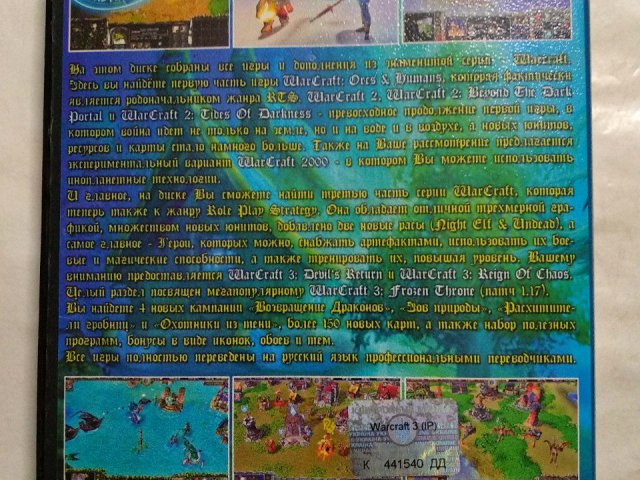 На этом диске собраны все игры и дополнения из знаменитой серии - WarCraft.
Здесь вы найдёте первую часть игры WarCraft: Orcs & Humans, которая фактически
является родоначальником жанра RTS. WarCraft 2, WarCraft 2: Beyond The Dark
Portal и WarCraft 2: Tides Of Darkness - превосходное продолжение первой игры, в
котором война идет не только на земле, но и на воде и в воздухе, а новых юнитов,
ресурсов и карты стало намного больше. Также на Ваше рассмотрение предлагается
экспериментальный вариант WarCraft 2000 - в котором Вы можете использовать
инопланетные технологии.
И главное, на диске Вы сможете найти третью часть серии WarCraft, которая
теперь также к жанру Role Play Strategy. Она обладает отличной трёхмерной гра-
фикой, множеством новых юнитов, добавлено две новые расы (Night Elf & Undead), а
самое главное - Герои, которых можно, снабжать артефактами, использовать их бое-
вые и магические способности, а также тренировать их, повышая уровень. Вашему
вниманию предоставляется WarCraft 3: Devil's Return и WarCraft 3: Reign Of Chaos.
Целый раздел посвящен мегапопулярному WarCraft 3: Frozen Throne (патч 1.17).
Вы найдете 4 новых кампании «Возвращение Драконов», «Зов природы», «Расхитите-
ли гробниц» и «Охотники из тени», более 150 новых карт, а также набор полезных
программ, бонусы в виде иконок, обоев и тем.
Все игры полностью переведены на русский язык профессиональными переводчиками.
Warcraft 3 (IP)
К 441540 ДД